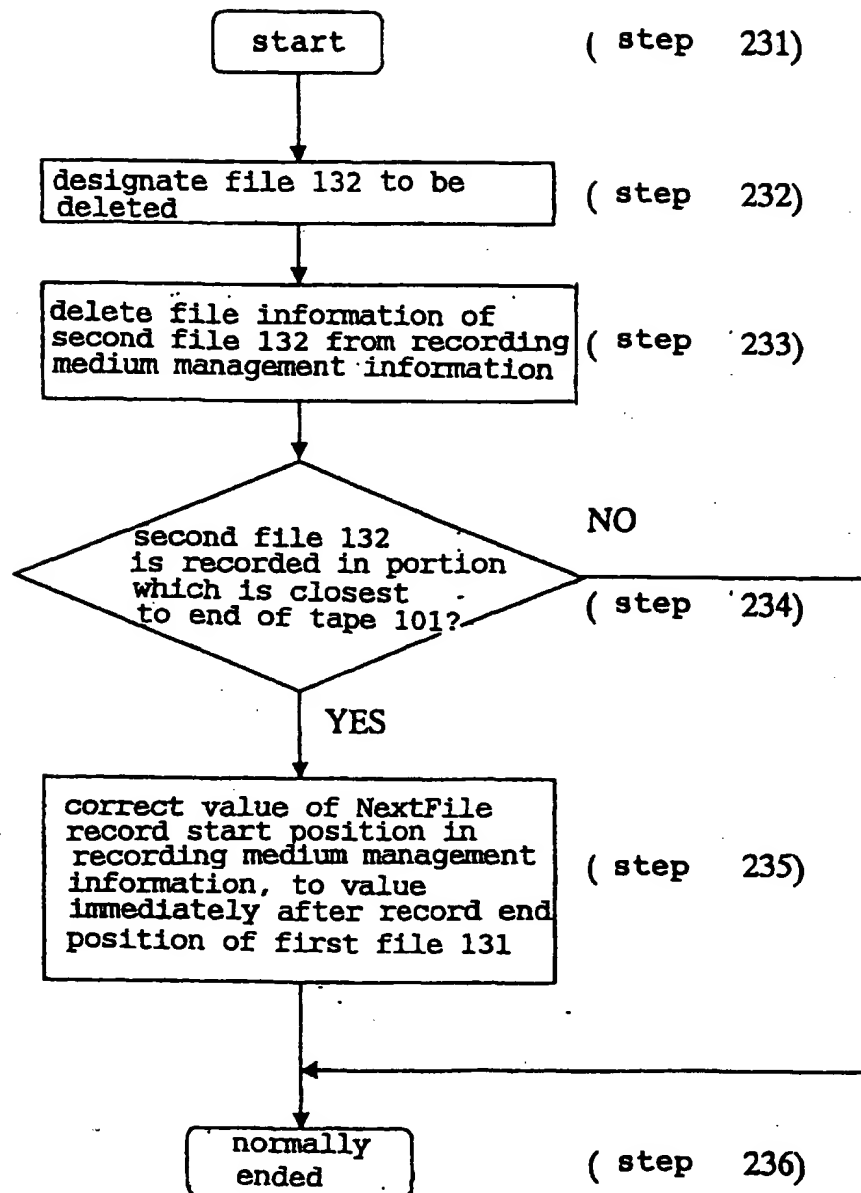 start ( step 231)
designate file 132 to be
deleted
( step 232)
delete file information of
second file 132 from recording
medium management information
( step 233)
second file 132
is recorded in portion
which is closest
to end of tape 101?
NO
( step 234)
YES
correct value of NextFile
record start position in
recording medium management
information, to value
immediately after record end
position of first file 131
( step 235)
normally
ended
( step 236)